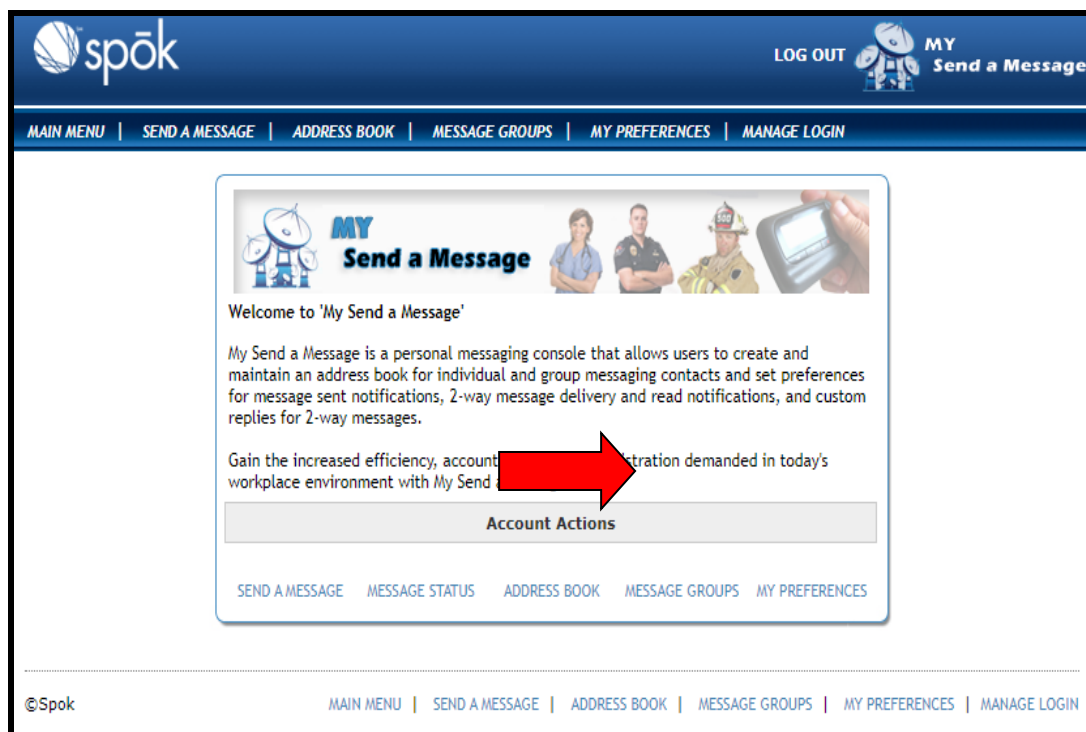 spōk
LOG OUT
MY
Send a Message
MAIN MENU | SEND A MESSAGE | ADDRESS BOOK | MESSAGE GROUPS | MY PREFERENCES | MANAGE LOGIN
MY
Send a Message
Welcome to 'My Send a Message'
My Send a Message is a personal messaging console that allows users to create and
maintain an address book for individual and group messaging contacts and set preferences
for message sent notifications, 2-way message delivery and read notifications, and custom
replies for 2-way messages.
Gain the increased efficiency, demanded in today's
workplace environment with My Send
Account Actions
SEND A MESSAGE MESSAGE STATUS ADDRESS BOOK MESSAGE GROUPS MY PREFERENCES
©Spok MAIN MENU | SEND A MESSAGE | ADDRESS BOOK | MESSAGE GROUPS | MY PREFERENCES | MANAGE LOGIN